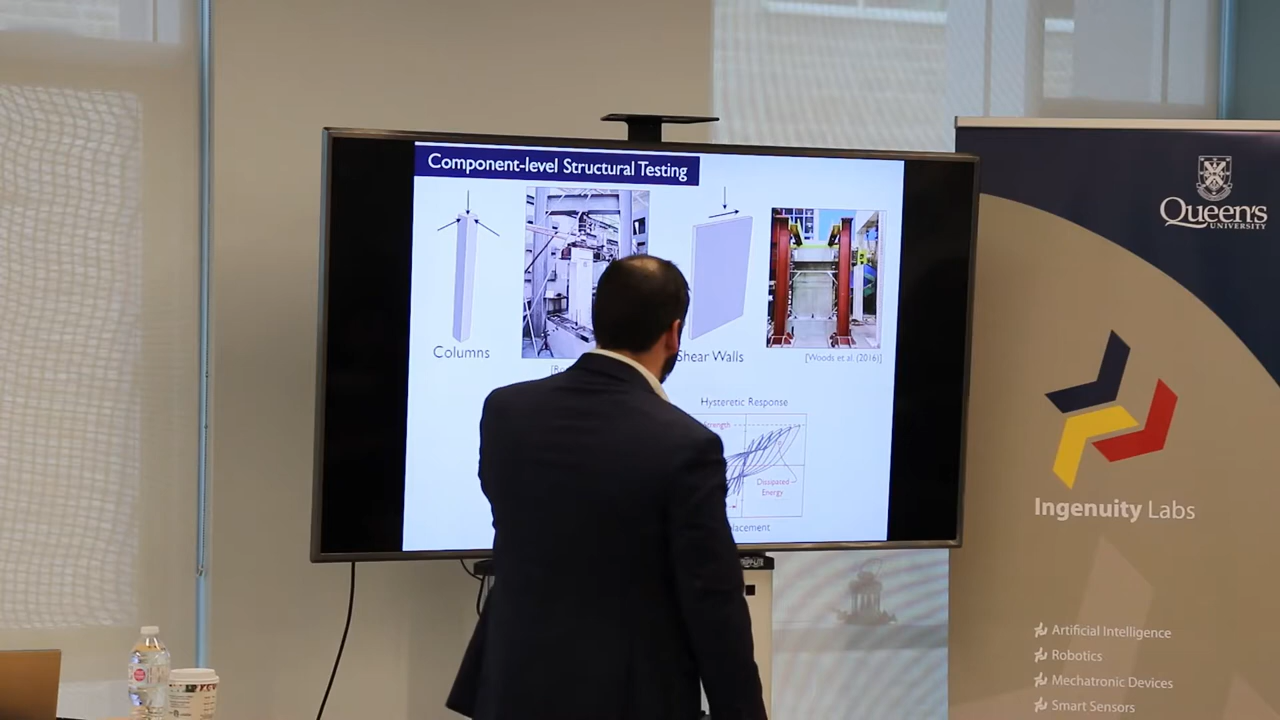 Component-level Structural Testing
Columns
Shear Walls
[Woods et al. (2016)]
Hysteretic Response
Dissipated
Energy
Queen's
UNIVERSITY
Ingenuity Labs
Artificial Intelligence
Robotics
Mechatronic Devices
Smart Sensors